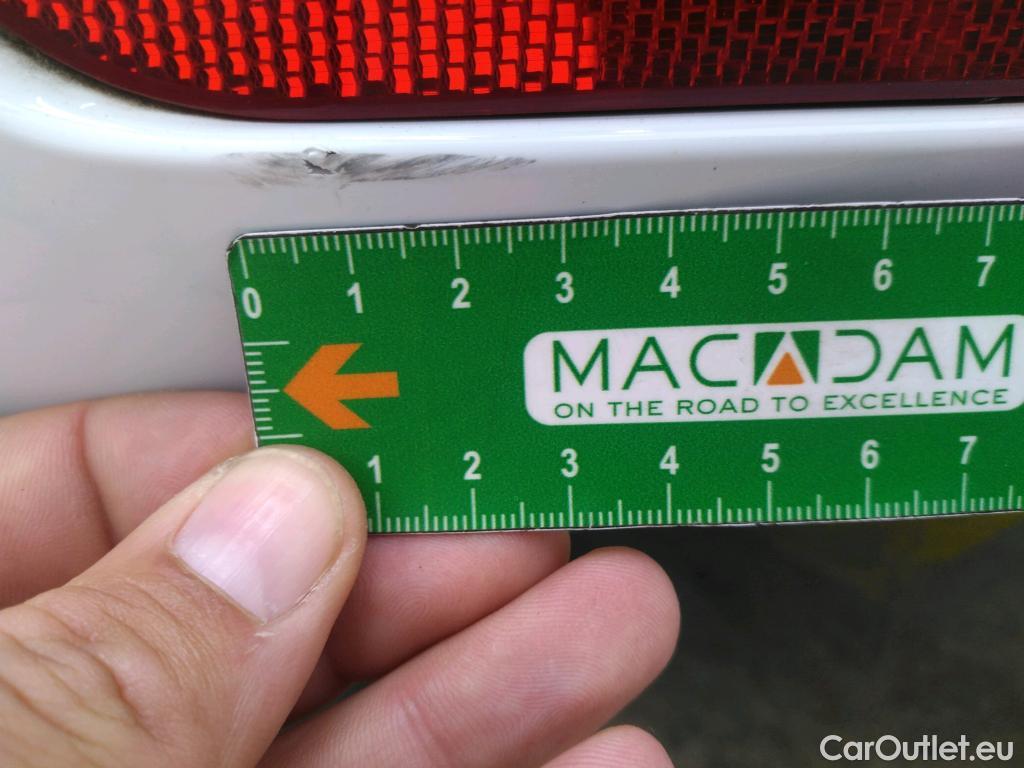 0 1 2 3 4 5 6 7
MACADAM
ON THE ROAD TO EXCELLENCE
1 2 3 4 5 6 7
CarOutlet.eu